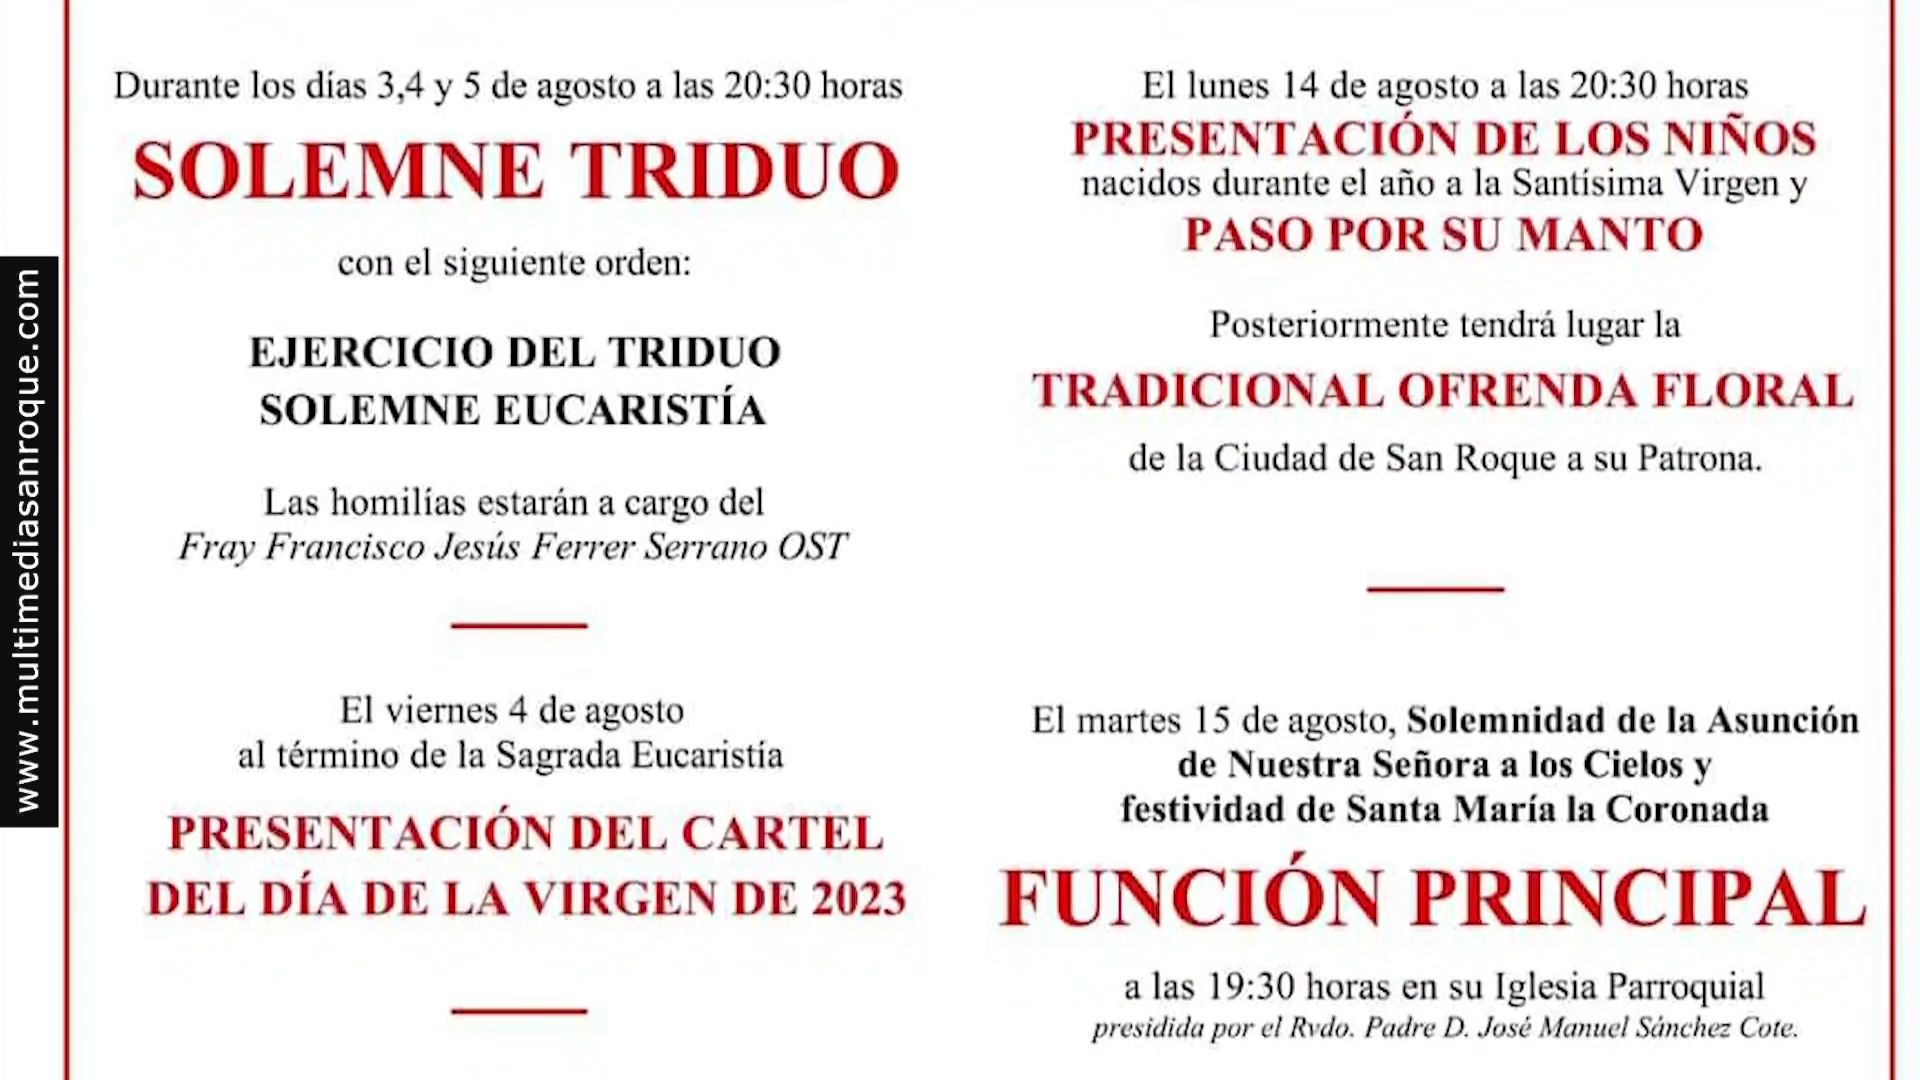 Durante los días 3,4 y 5 de agosto a las 20:30 horas
SOLEMNE TRIDUO
con el siguiente orden:
EJERCICIO DEL TRIDUO
SOLEMNE EUCARISTÍA
Las homilías estarán a cargo del
Fray Francisco Jesús Ferrer Serrano OST
El viernes 4 de agosto
al término de la Sagrada Eucaristía
PRESENTACIÓN DEL CARTEL
DEL DÍA DE LA VIRGEN DE 2023
El lunes 14 de agosto a las 20:30 horas
PRESENTACIÓN DE LOS NIÑOS
nacidos durante el año a la Santísima Virgen y
PASO POR SU MANTO
Posteriormente tendrá lugar la
TRADICIONAL OFRENDA FLORAL
de la Ciudad de San Roque a su Patrona.
El martes 15 de agosto, Solemnidad de la Asunción
de Nuestra Señora a los Cielos y
festividad de Santa María la Coronada
FUNCIÓN PRINCIPAL
a las 19:30 horas en su Iglesia Parroquial
presidida por el Rvdo. Padre D. José Manuel Sánchez Cote.
www.multimediasanroque.com